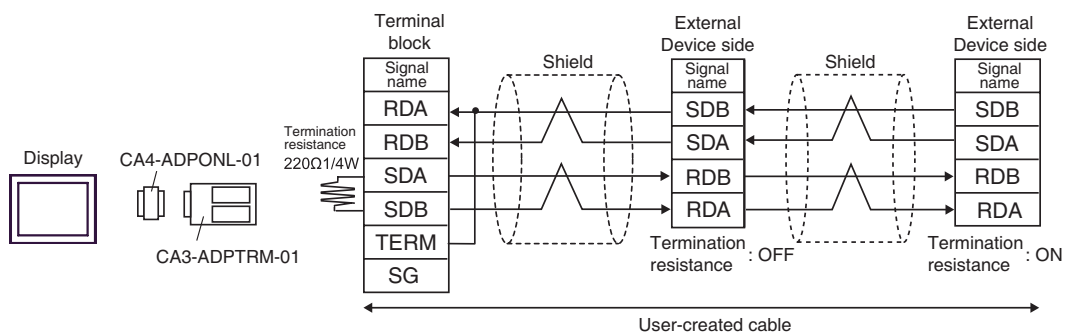 Terminal
block
External
Device side
External
Device side
Signal
name
Shield
Signal
name
Shield
Signal
name
RDA
SDB
SDB
RDB
SDA
SDA
Termination
resistance
220Ω1/4W
SDA
RDB
RDB
SDB
RDA
RDA
TERM
SG
Display
CA4-ADPONL-01
CA3-ADPTRM-01
Termination
resistance : OFF
Termination
resistance : ON
User-created cable